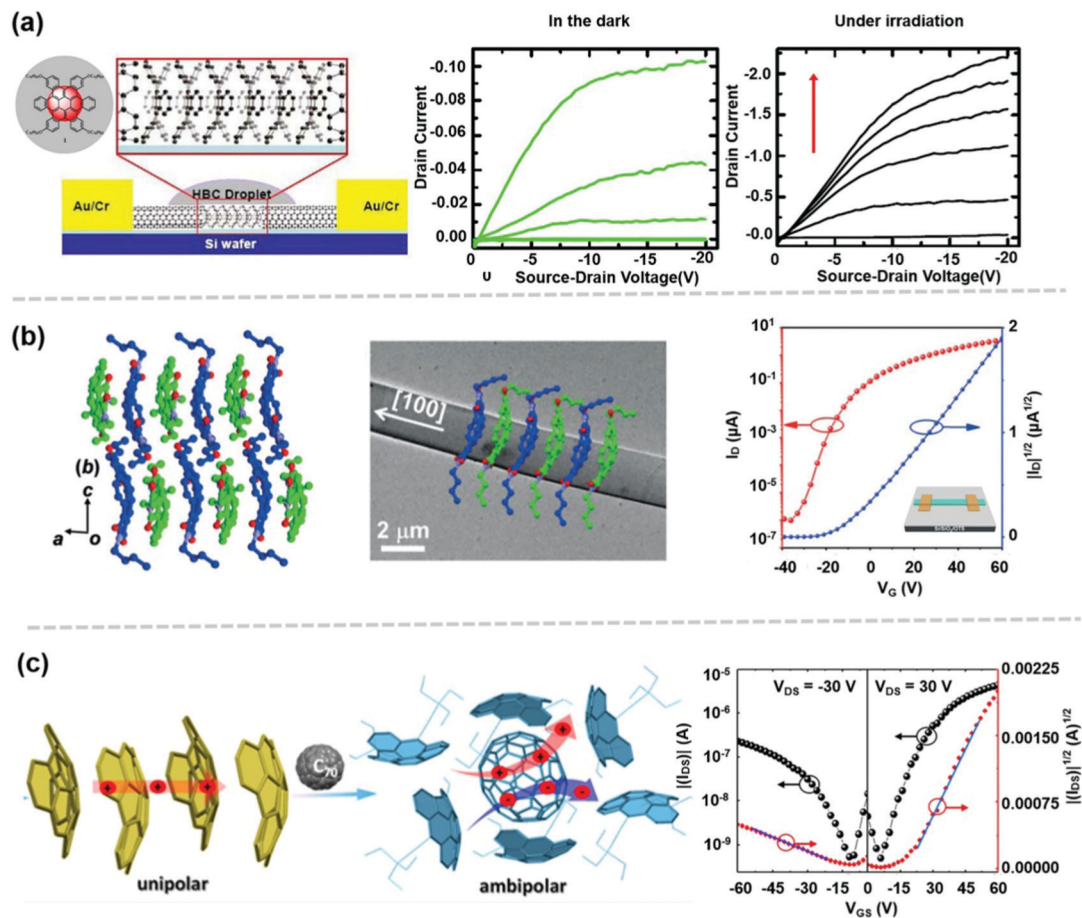 (a)
In the dark
Under irradiation
1
HBC Droplet
Au/Cr
Au/Cr
Si wafer
Drain Current
-0.10
-0.08
-0.06
-0.04
-0.02
0.00
0
-5
-10
-15
-20
Source-Drain Voltage(V)
Drain Current
-2.0
-1.5
-1.0
-0.5
-0.0
0
-5
-10
-15
-20
Source-Drain Voltage(V)
(b)
(b)
c
a
o
[100]
2 μm
I_D (μA)
10^1
10^-1
10^-3
10^-5
10^-7
-40
-20
0
20
40
60
V_G (V)
2
1
0
|I_D|^1/2 (μA^1/2)
(c)
unipolar
C_70
ambipolar
V_DS = -30 V
V_DS = 30 V
|(I_DS)| (A)
10^-5
10^-6
10^-7
10^-8
10^-9
-60
-45
-30
-15
0
15
30
45
60
V_GS (V)
0.00225
0.00150
0.00075
0.00000
|(I_DS)|^1/2 (A)^1/2